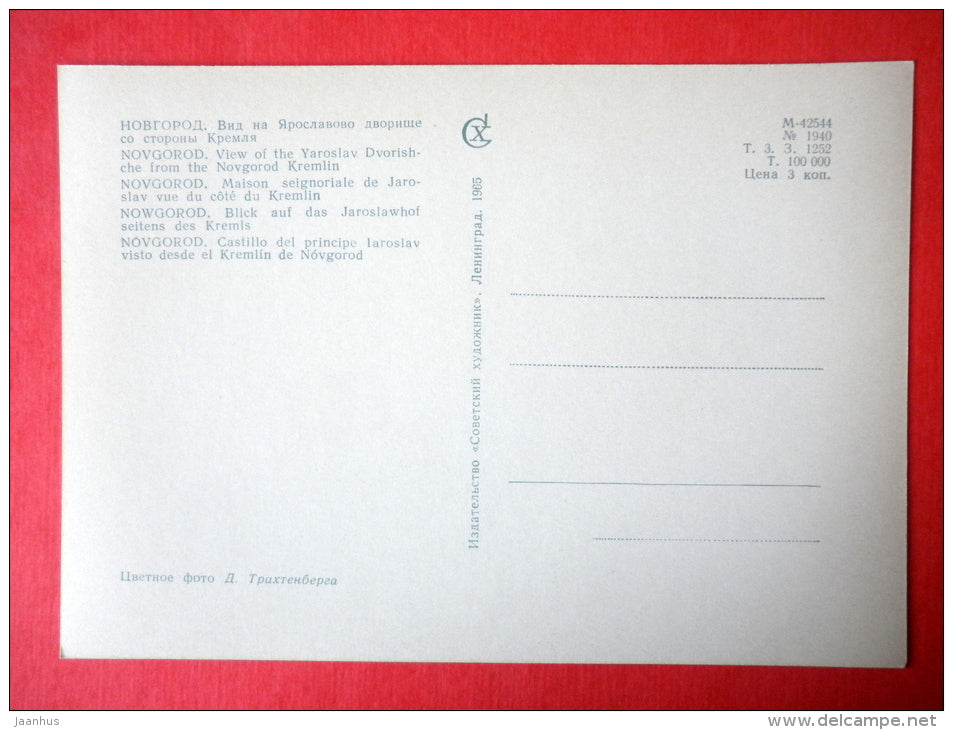 НОВГОРОД. Вид на Ярославово дворище
со стороны Кремля
NOVGOROD. View of the Yaroslav Dvorish-
che from the Novgorod Kremlin
NOVGOROD. Maison seignoriale de Jaro-
slav vue du côté du Kremlin
NOWGOROD. Blick auf das Jaroslawhof
seitens des Kremls
NÓVGOROD. Castillo del principe Iaroslav
visto desde el Kremlín de Nóvgorod
Цветное фото Д. Трахтенберга
Издательство «Советский художник». Ленинград. 1965
СХ
М-42544
№ 1940
Т. З. З. 1252
Т. 100 000
Цена 3 коп.
jaanhus
www.delcampe.net